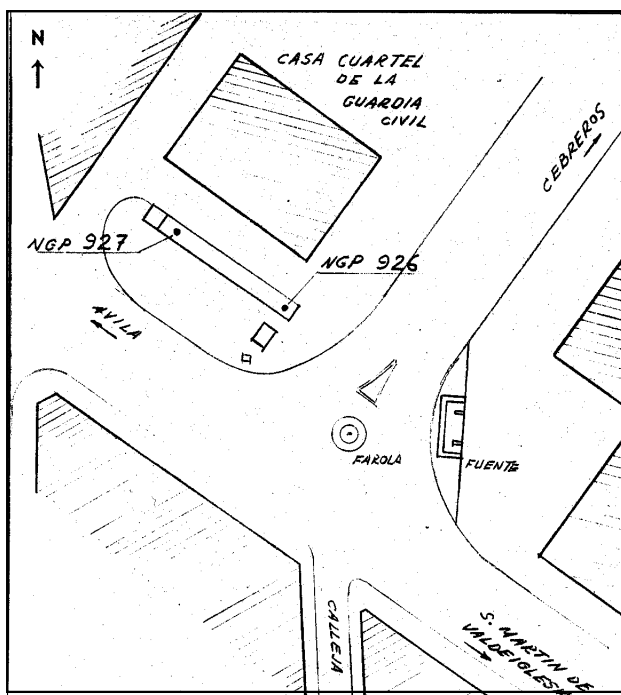 N
CASA CUARTEL
DE LA
GUARDIA
CIVIL
CEBREROS
NGP 927
NGP 926
AVILA
FAROLA
FUENTE
CALLEJA
S. MARTIN DE
VALDEIGLESIAS